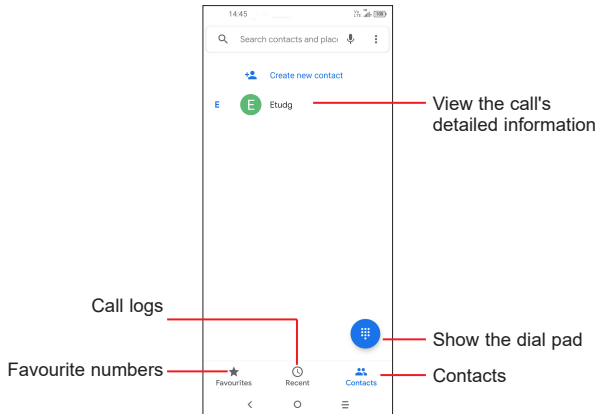 14:45
Search contacts and place
Create new contact
E
E
Etudg
View the call's
detailed information
Call logs
Show the dial pad
Favourite numbers
Contacts
Favourites
Recent
Contacts